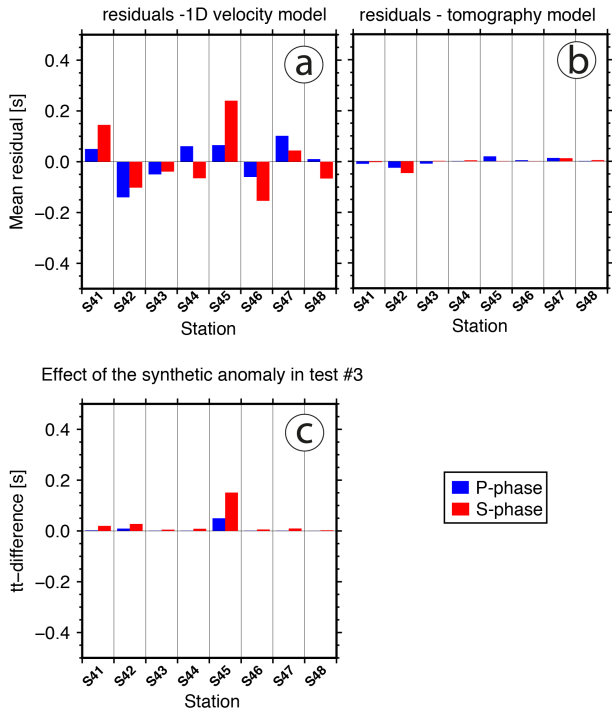 residuals -1D velocity model
residuals - tomography model
a
b
Mean residual [s]
0.4
0.2
0.0
−0.2
−0.4
S41 S42 S43 S44 S45 S46 S47 S48
S41 S42 S43 S44 S45 S46 S47 S48
Station
Station
Effect of the synthetic anomaly in test #3
c
tt−difference [s]
0.4
0.2
0.0
−0.2
−0.4
S41 S42 S43 S44 S45 S46 S47 S48
Station
P-phase
S-phase